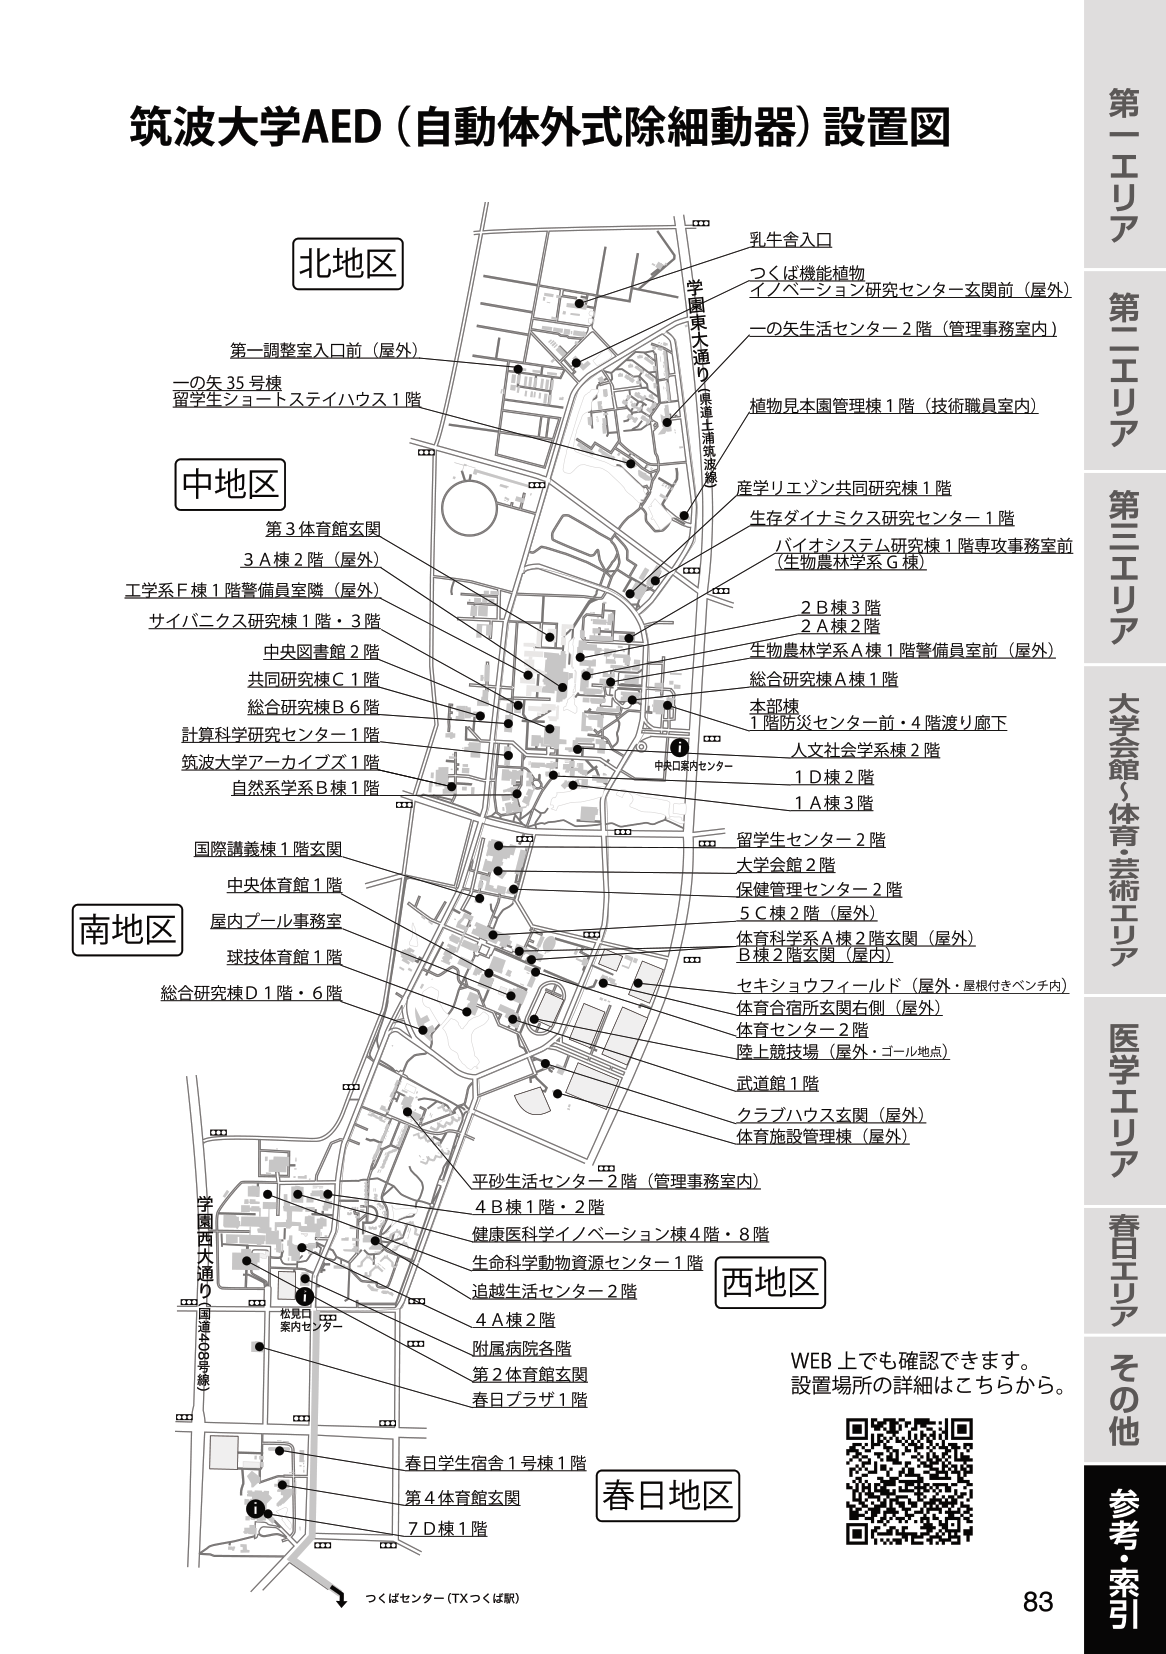 筑波大学AED（自動体外式除細動器）設置図
北地区
乳牛舎入口
つくば機能植物
イノベーション研究センター玄関前（屋外）
一の矢生活センター２階（管理事務室内）
植物見本園管理棟１階（技術職員室内）
第一調整室入口前（屋外）
一の矢 35 号棟
留学生ショートステイハウス１階
学園東大通り（県道土浦筑波線）
中地区
産学リエゾン共同研究棟１階
生存ダイナミクス研究センター１階
バイオシステム研究棟１階専攻事務室前
（生物農林学系Ｇ棟）
２Ｂ棟３階
２Ａ棟２階
生物農林学系Ａ棟１階警備員室前（屋外）
総合研究棟Ａ棟１階
本部棟
１階防災センター前・４階渡り廊下
人文社会学系棟２階
１Ｄ棟２階
１Ａ棟３階
第３体育館玄関
３Ａ棟２階（屋外）
工学系Ｆ棟１階警備員室隣（屋外）
サイバニクス研究棟１階・３階
中央図書館２階
共同研究棟Ｃ１階
総合研究棟Ｂ６階
計算科学研究センター１階
筑波大学アーカイブズ１階
自然系学系Ｂ棟１階
中央口案内センター
南地区
国際講義棟１階玄関
中央体育館１階
屋内プール事務室
球技体育館１階
総合研究棟Ｄ１階・６階
留学生センター２階
大学会館２階
保健管理センター２階
５Ｃ棟２階（屋外）
体育科学系Ａ棟２階玄関（屋外）
Ｂ棟２階玄関（屋内）
セキショウフィールド（屋外・屋根付きベンチ内）
体育合宿所玄関右側（屋外）
体育センター２階
陸上競技場（屋外・ゴール地点）
武道館１階
クラブハウス玄関（屋外）
体育施設管理棟（屋外）
平砂生活センター２階（管理事務室内）
４Ｂ棟１階・２階
健康医科学イノベーション棟４階・８階
生命科学動物資源センター１階
追越生活センター２階
４Ａ棟２階
附属病院各階
第２体育館玄関
春日プラザ１階
西地区
学園西大通り（国道408号線）
松見口
案内センター
春日学生宿舎１号棟１階
第４体育館玄関
７Ｄ棟１階
春日地区
つくばセンター（TXつくば駅）
WEB 上でも確認できます。
設置場所の詳細はこちらから。
83
第一エリア
第二エリア
第三エリア
大学会館～体育・芸術エリア
医学エリア
春日エリア
その他
参考・索引